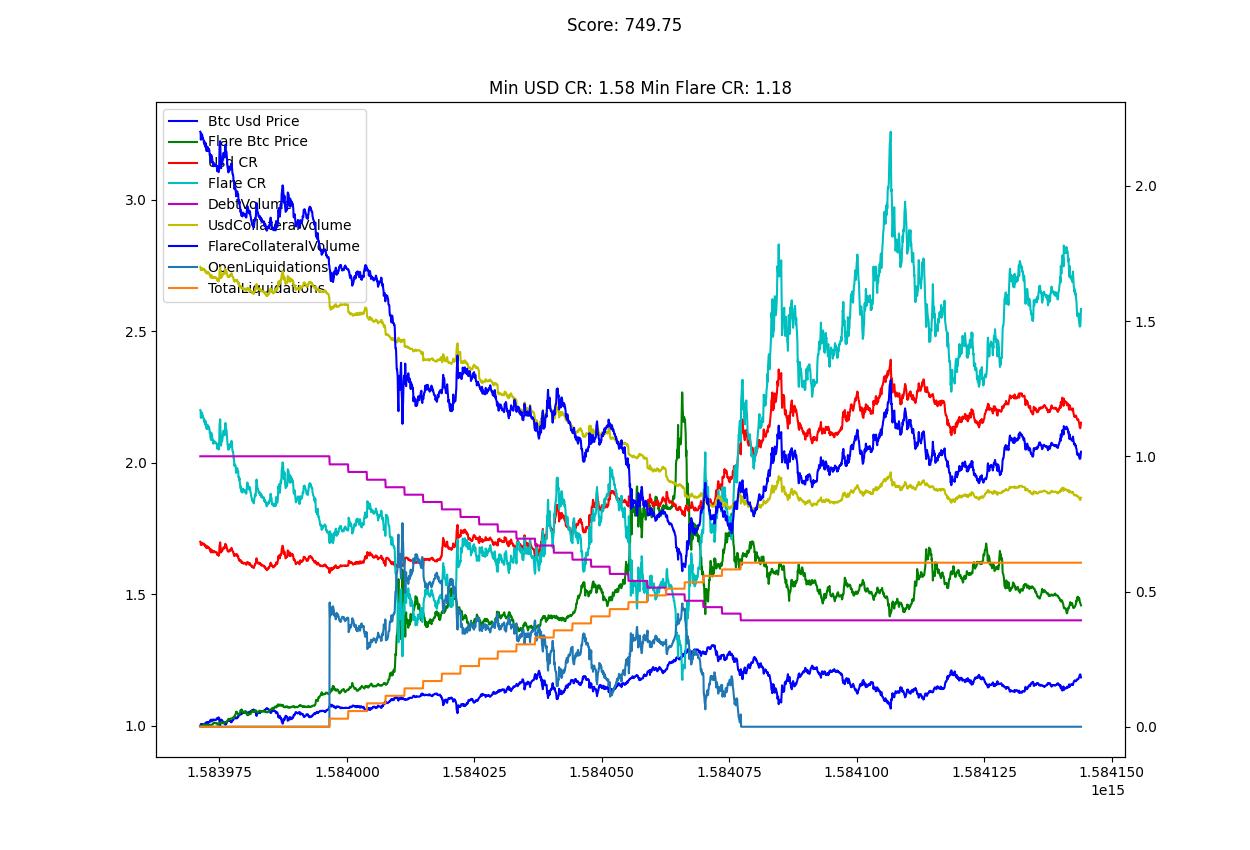 Score: 749.75
Min USD CR: 1.58 Min Flare CR: 1.18
Btc Usd Price
Flare Btc Price
Usd CR
Flare CR
DebtVolume
UsdCollateralVolume
FlareCollateralVolume
OpenLiquidations
TotalLiquidations
3.0
2.5
2.0
1.5
1.0
2.0
1.5
1.0
0.5
0.0
1.583975 1.584000 1.584025 1.584050 1.584075 1.584100 1.584125 1.584150
1e15